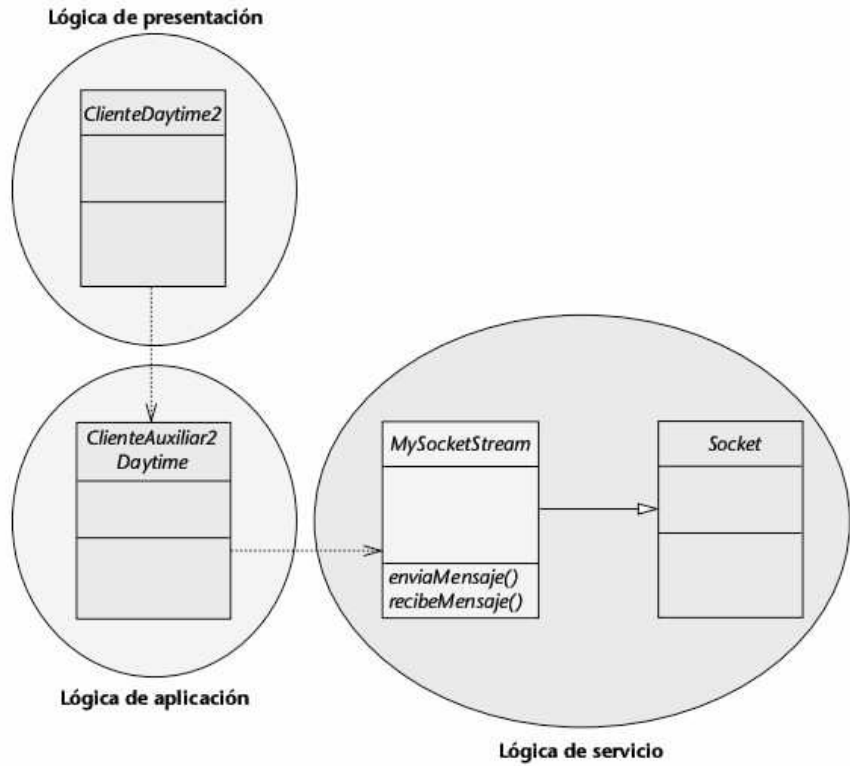 Lógica de presentación
ClienteDaytime2
ClienteAuxiliar2
Daytime
MySocketStream
Socket
enviaMensaje()
recibeMensaje()
Lógica de aplicación
Lógica de servicio